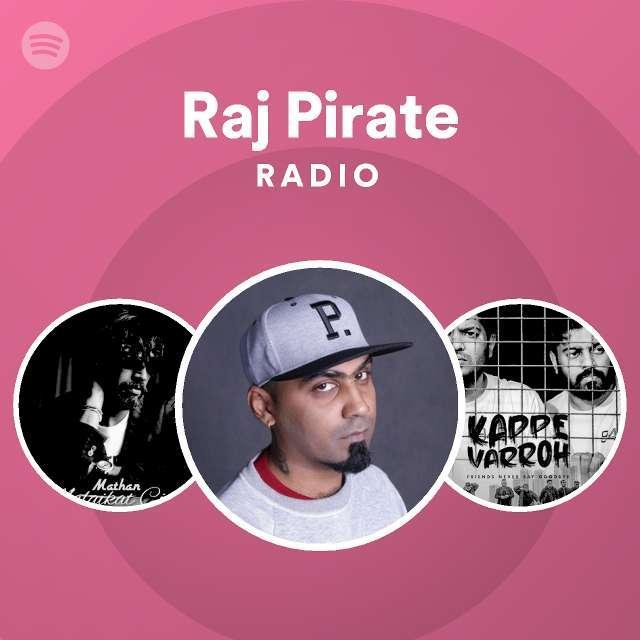 Raj Pirate
RADIO
P.
KAPPE
VARROH
FRIENDS NEVER SAY GOODBYE
Mathan